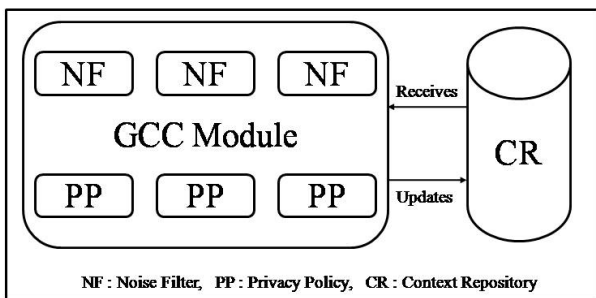 NF NF NF
Receives
GCC Module
CR
PP PP PP
Updates
NF : Noise Filter, PP : Privacy Policy, CR : Context Repository